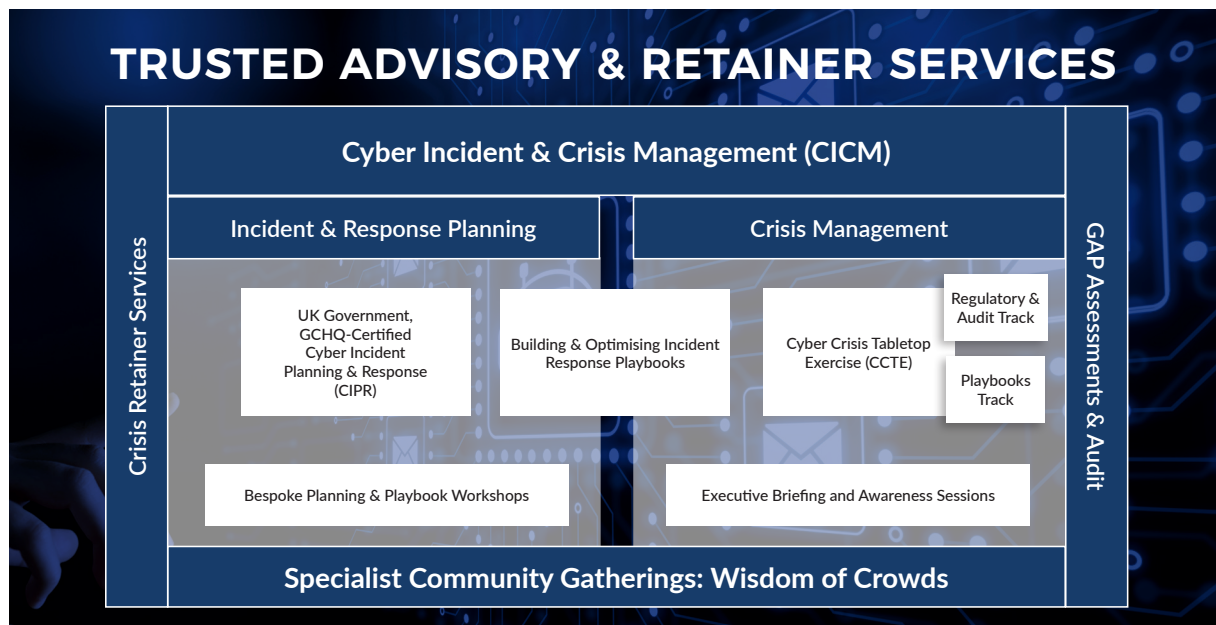 TRUSTED ADVISORY & RETAINER SERVICES
Crisis Retainer Services
Cyber Incident & Crisis Management (CICM)
GAP Assessments & Audit
Incident & Response Planning
Crisis Management
UK Government,
GCHQ-Certified
Cyber Incident
Planning & Response
(CIPR)
Building & Optimising Incident
Response Playbooks
Cyber Crisis Tabletop
Exercise (CCTE)
Regulatory &
Audit Track
Playbooks
Track
Bespoke Planning & Playbook Workshops
Executive Briefing and Awareness Sessions
Specialist Community Gatherings: Wisdom of Crowds